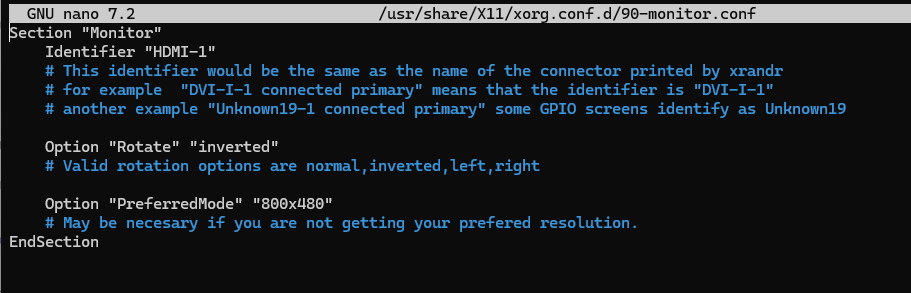 GNU nano 7.2 /usr/share/X11/xorg.conf.d/90-monitor.conf
Section "Monitor"
Identifier "HDMI-1"
# This identifier would be the same as the name of the connector printed by xrandr
# for example  "DVI-I-1 connected primary" means that the identifier is "DVI-I-1"
# another example "Unknown19-1 connected primary" some GPIO screens identify as Unknown19
Option "Rotate" "inverted"
# Valid rotation options are normal,inverted,left,right
Option "PreferredMode" "800x480"
# May be necesary if you are not getting your prefered resolution.
EndSection